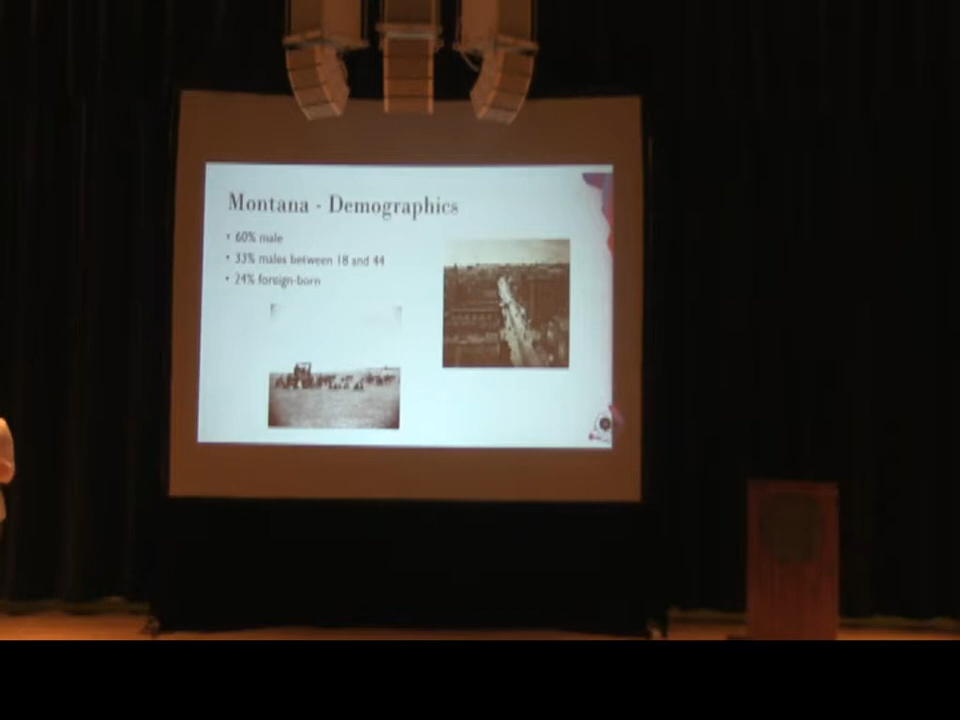 Montana - Demographics
• 60% male
• 33% males between 18 and 44
• 24% foreign-born